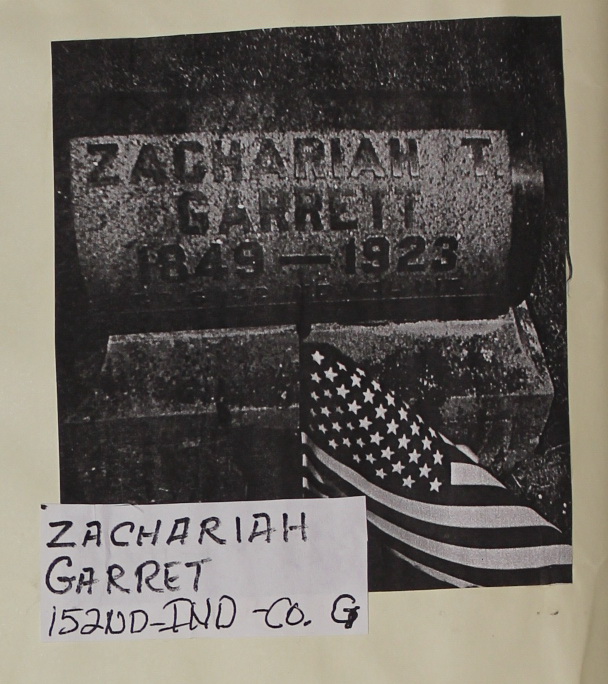 ZACHARIAH T.
GARRETT
1849 — 1923
ZACHARIAH
GARRET
152ND-IND-CO. G